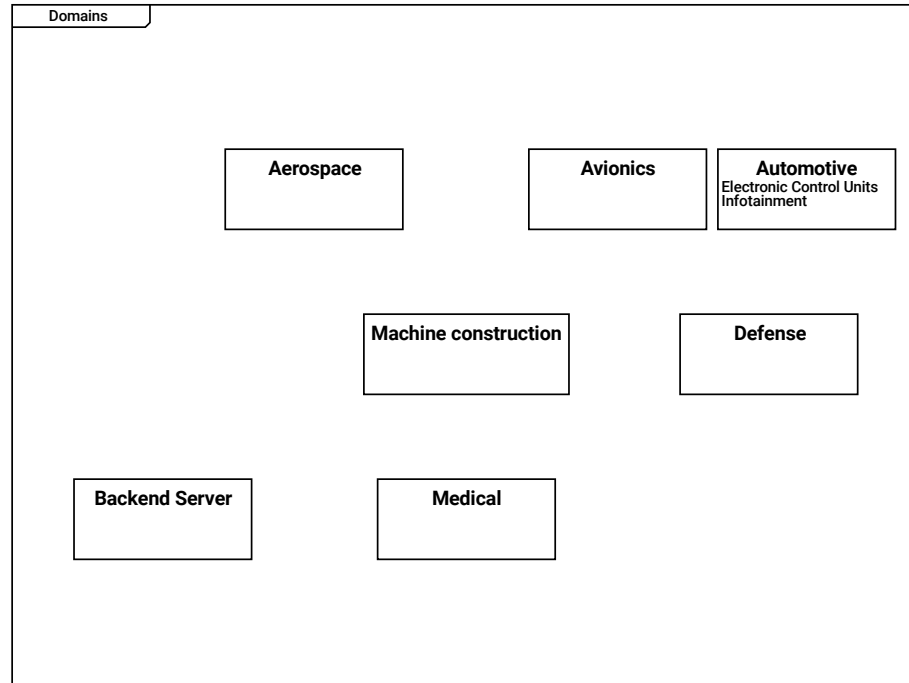 Domains
Aerospace
Avionics
Automotive
Electronic Control Units
Infotainment
Machine construction
Defense
Backend Server
Medical